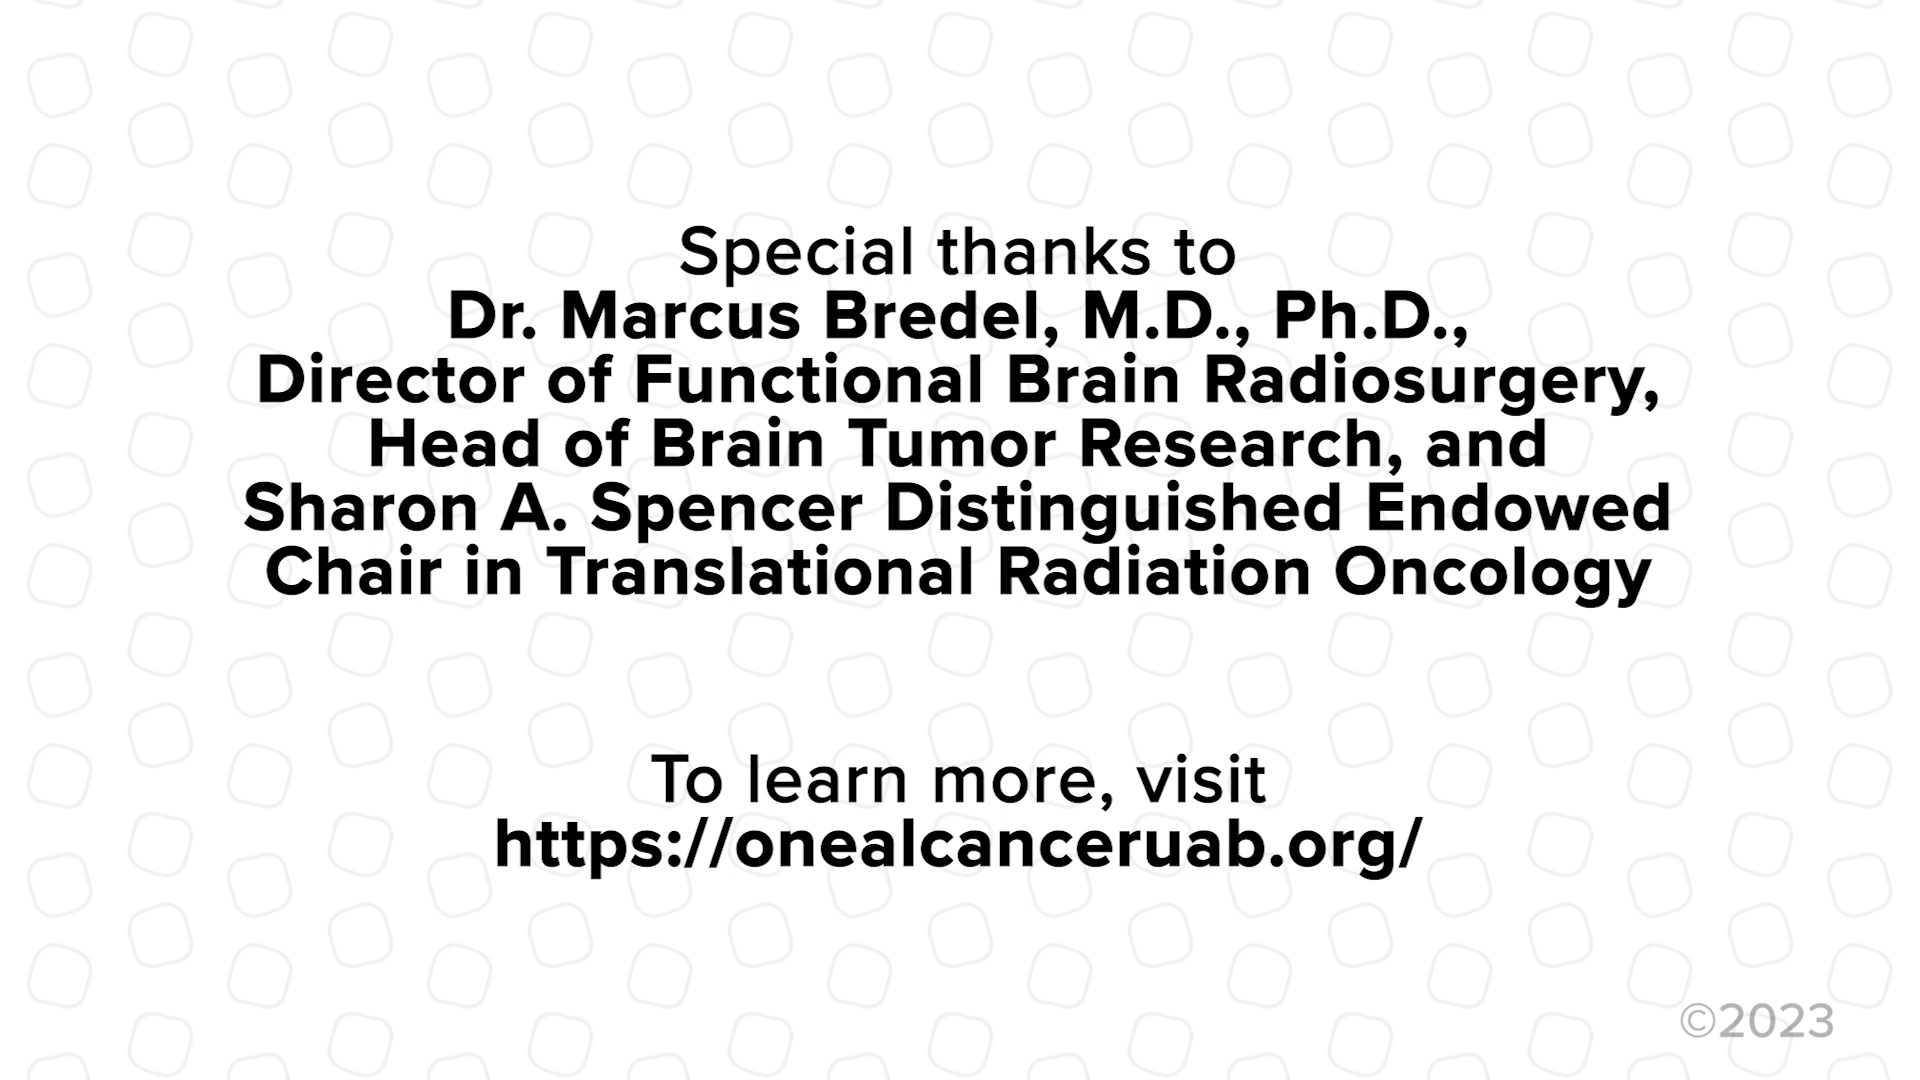 Special thanks to
Dr. Marcus Bredel, M.D., Ph.D.,
Director of Functional Brain Radiosurgery,
Head of Brain Tumor Research, and
Sharon A. Spencer Distinguished Endowed
Chair in Translational Radiation Oncology
To learn more, visit
https://onealcanceruab.org/
©2023